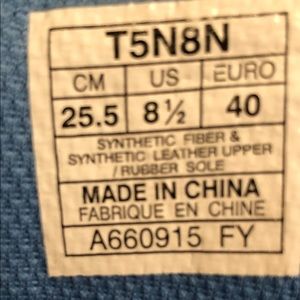 T5N8N
CM US EURO
25.5 8½ 40
SYNTHETIC FIBER &
SYNTHETIC LEATHER UPPER
/RUBBER SOLE
MADE IN CHINA
FABRIQUE EN CHINE
A660915 FY